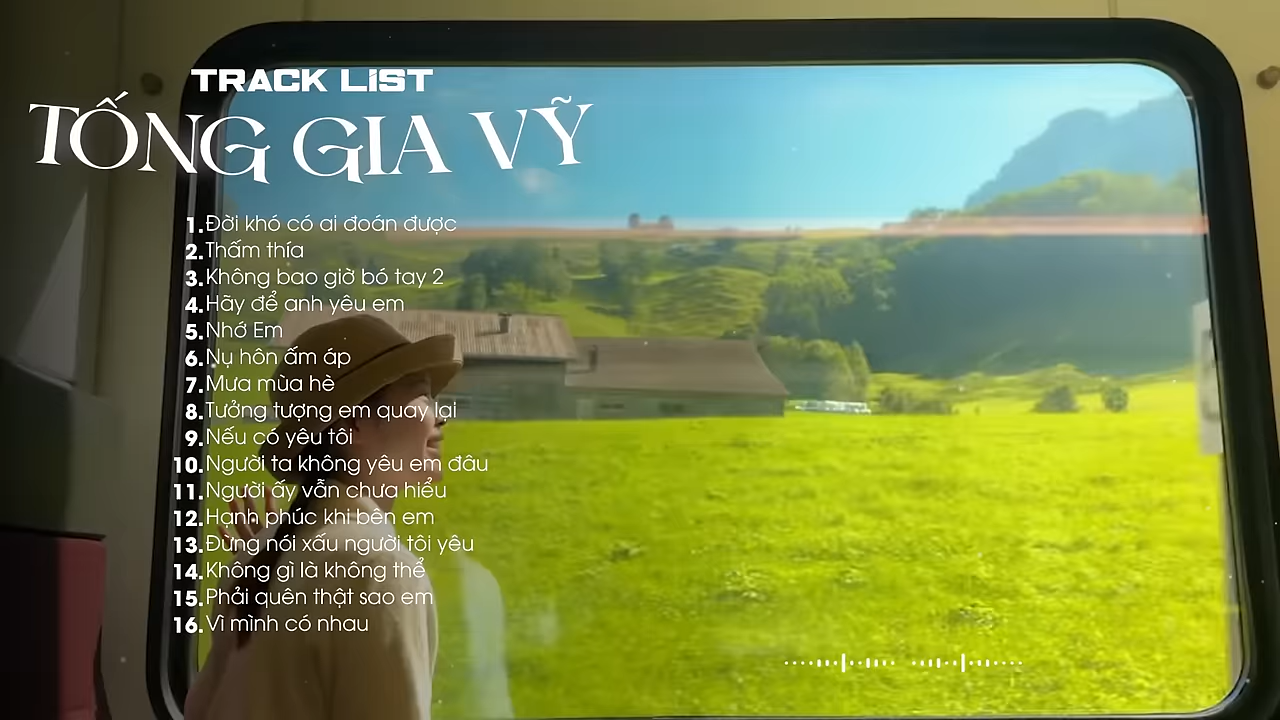 TRACK LIST
TỐNG GIA VỸ
1. Đời khó có ai đoán được
2. Thấm thía
3. Không bao giờ bó tay 2
4. Hãy để anh yêu em
5. Nhớ Em
6. Nụ hôn ấm áp
7. Mưa mùa hè
8. Tưởng tượng em quay lại
9. Nếu có yêu tôi
10. Người ta không yêu em đâu
11. Người ấy vẫn chưa hiểu
12. Hạnh phúc khi bên em
13. Đừng nói xấu người tôi yêu
14. Không gì là không thể
15. Phải quên thật sao em
16. Vì mình có nhau